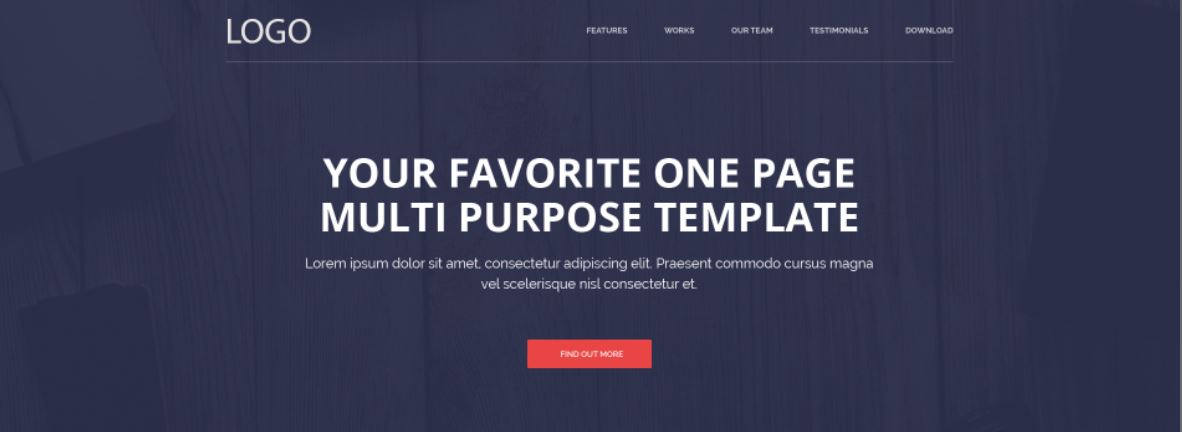 LOGO
FEATURES WORKS OUR TEAM TESTIMONIALS DOWNLOAD
YOUR FAVORITE ONE PAGE
MULTI PURPOSE TEMPLATE
Lorem ipsum dolor sit amet, consectetur adipiscing elit. Praesent commodo cursus magna
vel scelerisque nisl consectetur et.
FIND OUT MORE